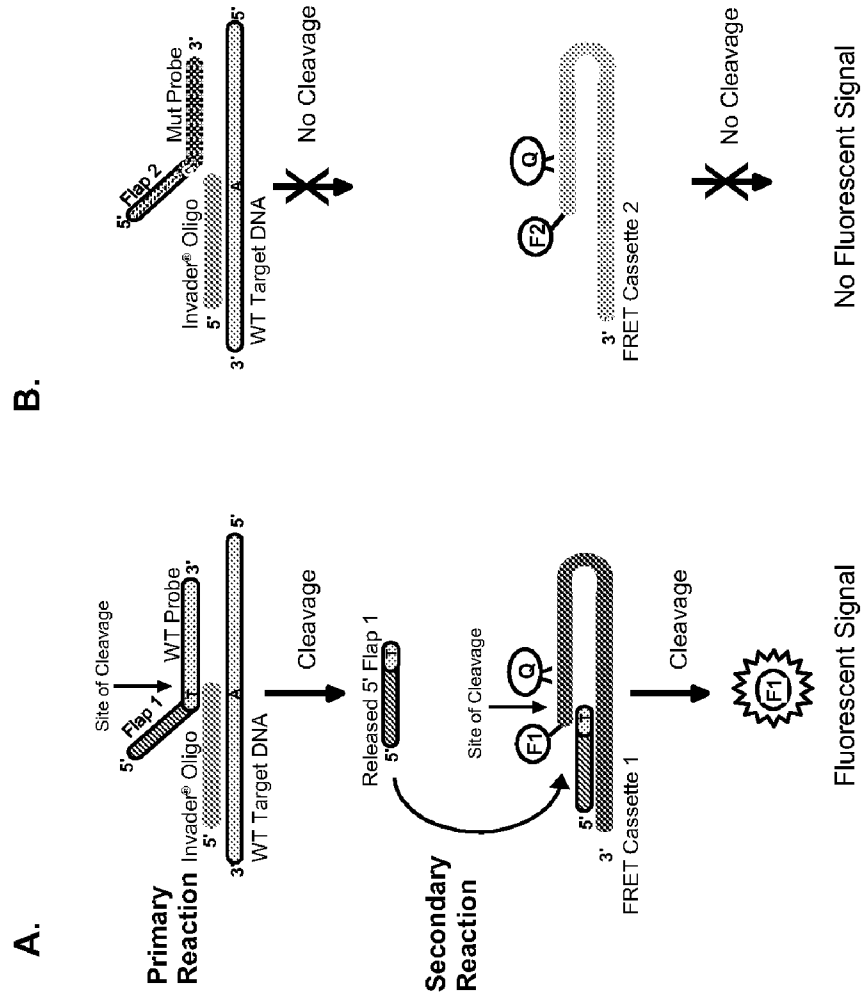 A.
Primary
Reaction
Site of Cleavage
5'
Flap 1
WT Probe
T
3'
Invader® Oligo
5'
A
3'
5'
WT Target DNA
Cleavage
Released 5' Flap 1
5'
T
Secondary
Reaction
Site of Cleavage
F1
Q
5'
T
3'
FRET Cassette 1
Cleavage
F1
Fluorescent Signal
B.
5'
Flap 2
Mut Probe
3'
Invader® Oligo
5'
A
3'
5'
WT Target DNA
No Cleavage
F2
Q
3'
FRET Cassette 2
No Cleavage
No Fluorescent Signal